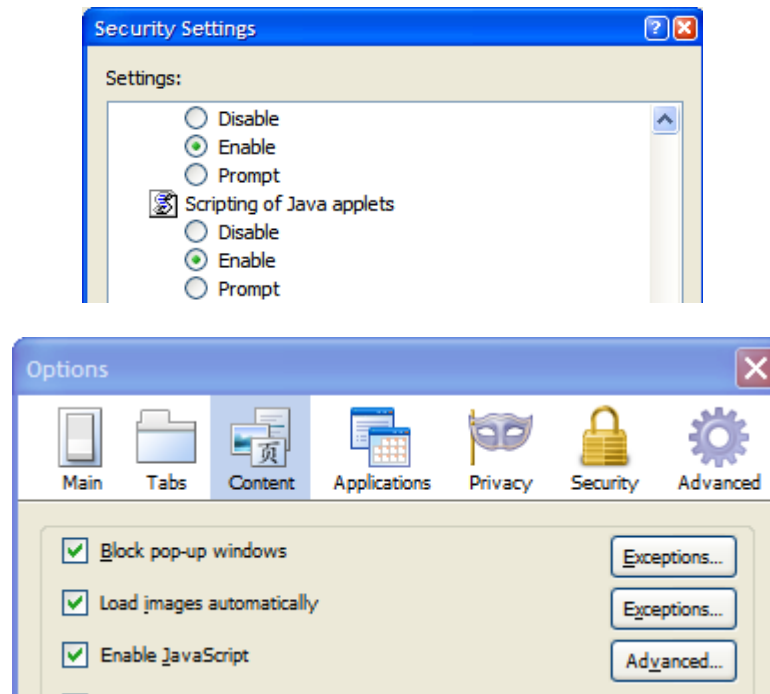 Security Settings
Settings:
Disable
Enable
Prompt
Scripting of Java applets
Disable
Enable
Prompt
Options
页
Main Tabs Content Applications Privacy Security Advanced
Block pop-up windows Exceptions...
Load images automatically Exceptions...
Enable JavaScript Advanced...